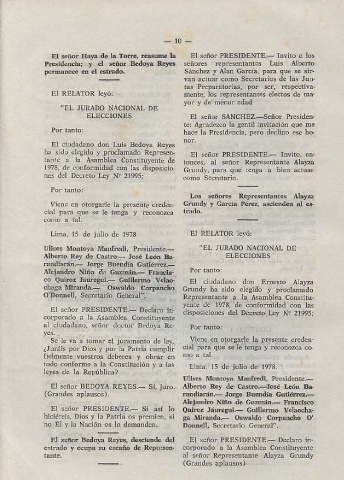 — 10 —
El señor Haya de la Torre, reasume la
Presidencia; y el señor Bedoya Reyes
permanece en el estrado.
El RELATOR leyó:
"EL JURADO NACIONAL DE
ELECCIONES
Por tanto:
El ciudadano don Luis Bedoya Reyes
ha sido elegido y proclamado Represen-
tante a la Asamblea Constituyente de
1978, de conformidad con las disposicio-
nes del Decreto Ley Nº 21995;
Por tanto:
Viene en otorgarle la presente creden-
cial para que se le tenga y reconozca
como a tal.
Lima, 15 de julio de 1978
Ulises Montoya Manfredi, Presidente.—
Alberto Rey de Castro.— José León Ba-
randiarán.— Jorge Buendía Gutiérrez.—
Alejandro Niño de Guzmán.— Francis-
co Quiroz Jáuregui.— Guillermo Veloc-
chaga Miranda.— Oswaldo Corpancho
O'Donnell, Secretario General".
El señor PRESIDENTE.— Declaro in-
corporado a la Asamblea Constituyente
al ciudadano, señor doctor Bedoya Re-
yes.
Se le va a tomar el juramento de ley.
¿Juráis por Dios y por la Patria cumplir
fielmente vuestros deberes y obrar en
todo conforme a la Constitución y a las
leyes de la República?
El señor BEDOYA REYES.— Sí, juro.
(Grandes aplausos).
El señor PRESIDENTE.— Si así lo
hiciéreis, Dios y la Patria os premien, si
no El y la Nación os lo demanden.
El señor Bedoya Reyes, desciende del
estrado y ocupa su escaño de Represen-
tante.
El señor PRESIDENTE.— Invito a los
señores representantes Luis Alberto
Sánchez y Alan García, para que se sir-
van actuar como Secretarios de las Jun-
tas Preparatorias, por ser, respectiva-
mente, los representantes electos de ma-
yor y de menor edad
El señor SANCHEZ—Señor Presiden-
te: Agradezco la gentil invitación que me
hace la Presidencia, pero declino ese ho-
nor.
El señor PRESIDENTE.— Invito, en-
tonces, al señor Representante Alayza
Grundy, para que tenga a bien actuar
como Secretario.
Los señores Representantes Alayza
Grundy y García Pérez, ascienden al es-
trado.
El RELATOR leyó:
"EL JURADO NACIONAL DE
ELECCIONES
Por tanto:
El ciudadano don Ernesto Alayza
Grundy ha sido elegido y proclamado
Representante a la Asamblea Constitu-
yente de 1978, de conformidad con las
disposiciones del Decreto Ley Nº 21995;
Por tanto:
Viene en otorgarle la presente creden-
cial para que se le tenga y reconozca co-
mo a tal.
Lima, 15 de julio de 1978.
Ulises Montoya Manfredi, Presidente.—
Alberto Rey de Castro.—José León Ba-
randiarán.— Jorge Buendía Gutiérrez.—
Alejandro Niño de Guzmán.— Francisco
Quiroz Jáuregui.— Guillermo Velaocha-
ga Miranda.— Oswaldo Corpancho O'
Donnell, Secretario General".
El señor PRESIDENTE.— Declaro in-
corporado a la Asamblea Constituyente
al señor Representante Alayza Grundy
(Grandes aplausos)